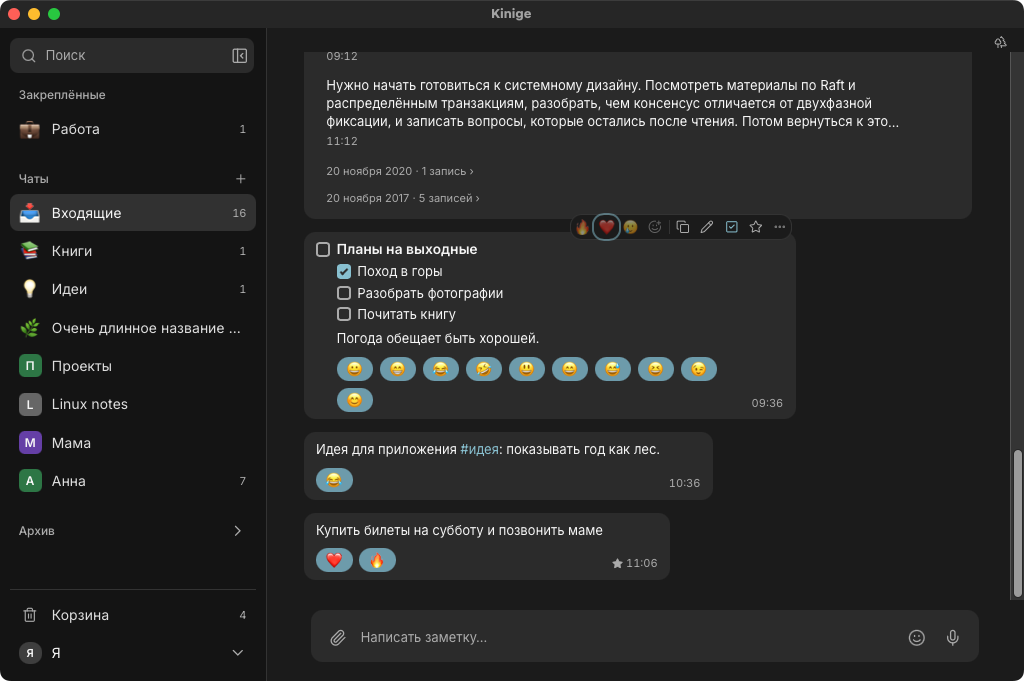 Kinige
Поиск
Закреплённые
Работа 1
Чаты
Входящие 16
Книги 1
Идеи 1
Очень длинное название ...
П Проекты
L Linux notes
М Мама
А Анна 7
Архив
Корзина 4
Я Я
09:12
Нужно начать готовиться к системному дизайну. Посмотреть материалы по Raft и
распределённым транзакциям, разобрать, чем консенсус отличается от двухфазной
фиксации, и записать вопросы, которые остались после чтения. Потом вернуться к это...
11:12
20 ноября 2020 · 1 запись ›
20 ноября 2017 · 5 записей ›
Планы на выходные
Поход в горы
Разобрать фотографии
Почитать книгу
Погода обещает быть хорошей.
09:36
Идея для приложения #идея: показывать год как лес.
10:36
Купить билеты на субботу и позвонить маме
11:06
Написать заметку...